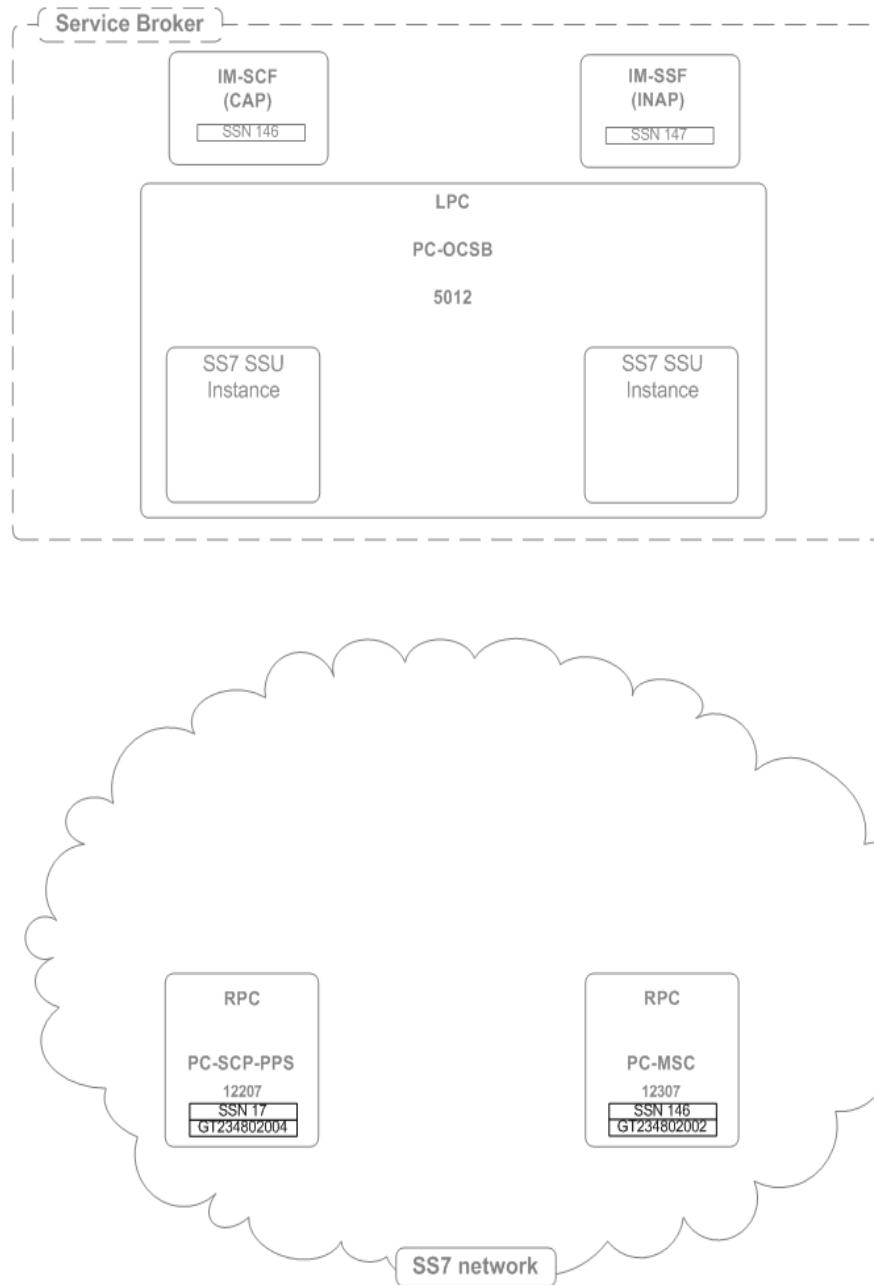 Service Broker
IM-SCF
(CAP)
SSN 146
IM-SSF
(INAP)
SSN 147
LPC
PC-OCSB
5012
SS7 SSU
Instance
SS7 SSU
Instance
RPC
PC-SCP-PPS
12207
SSN 17
GT234802004
RPC
PC-MSC
12307
SSN 146
GT234802002
SS7 network